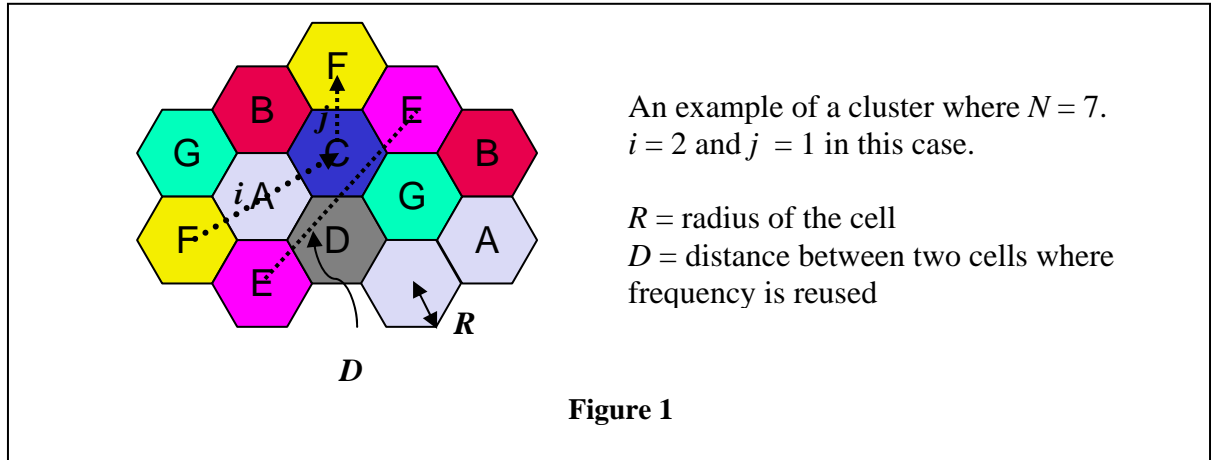 F
B
E
j
G
C
B
i
A
G
F
D
A
E
R
D
An example of a cluster where N = 7.
i = 2 and j = 1 in this case.
R = radius of the cell
D = distance between two cells where
frequency is reused
Figure 1